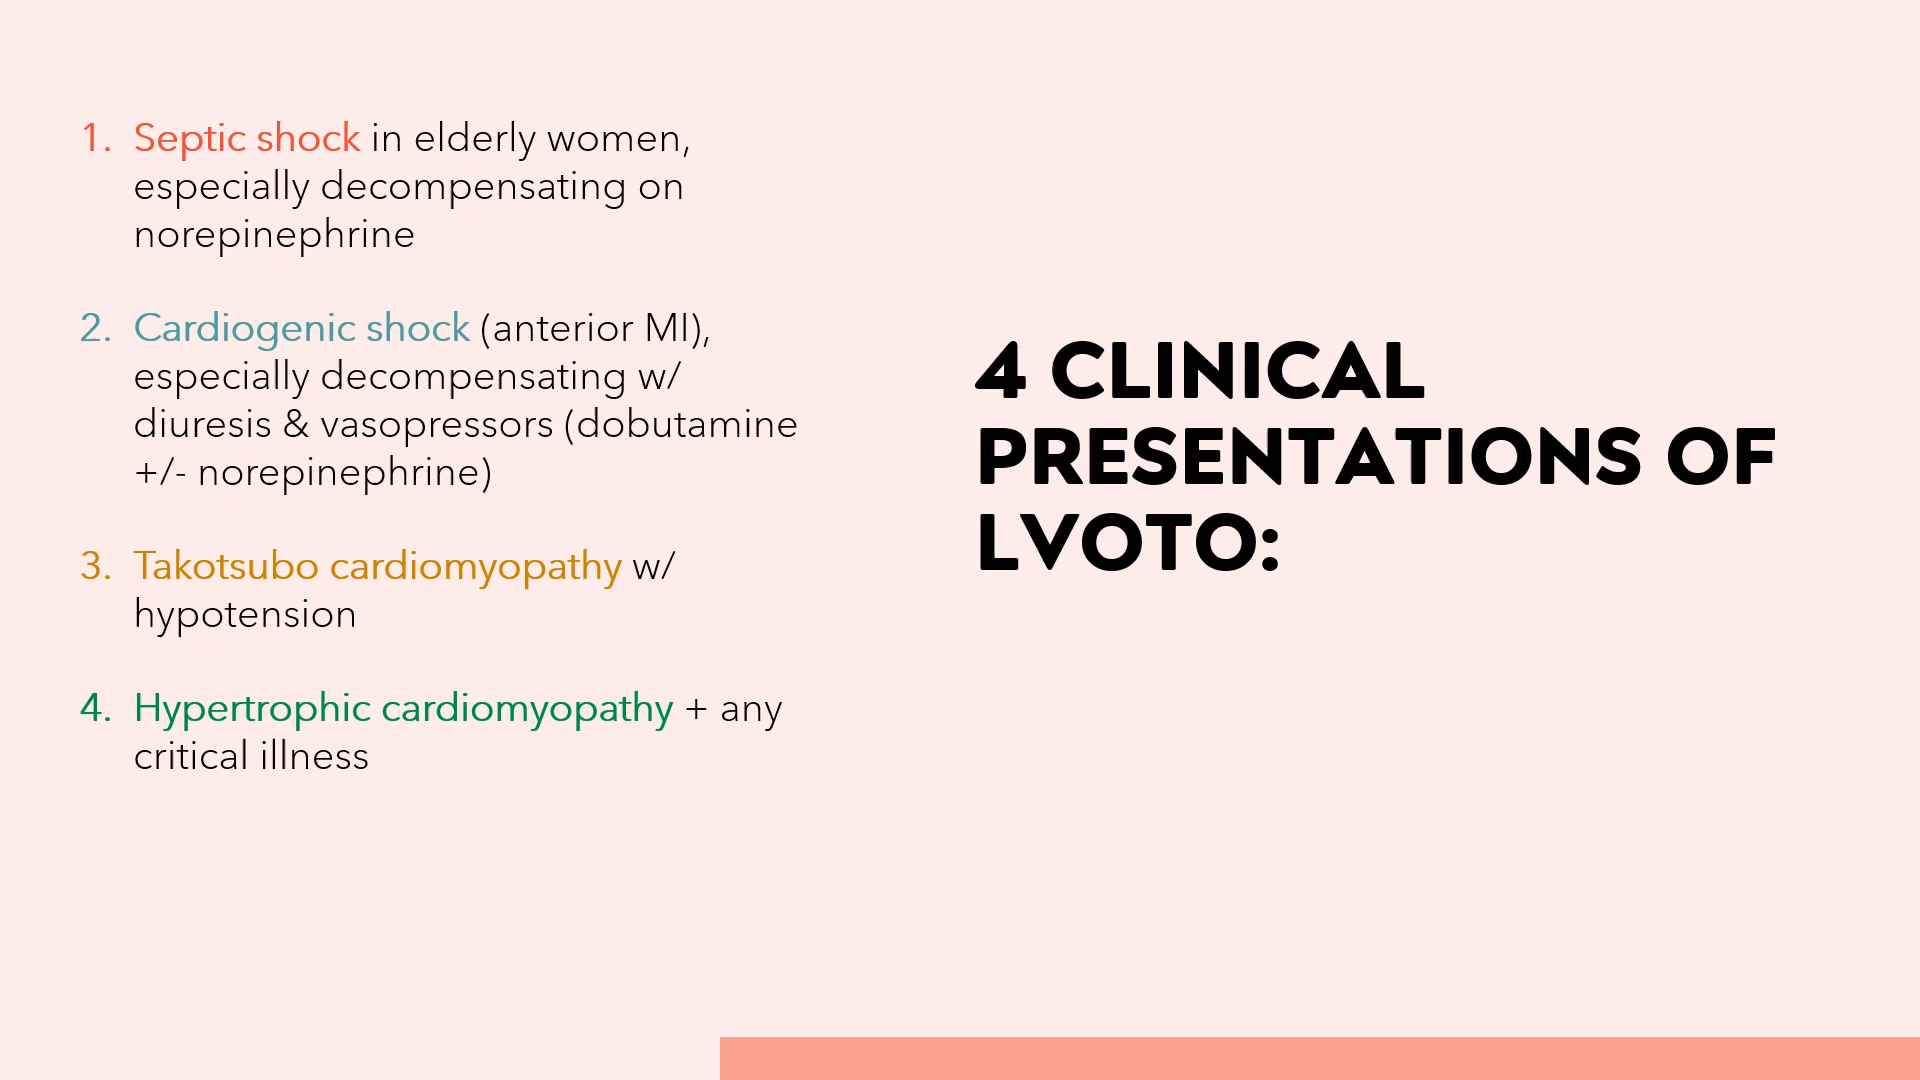 1. Septic shock in elderly women,
especially decompensating on
norepinephrine
2. Cardiogenic shock (anterior MI),
especially decompensating w/
diuresis & vasopressors (dobutamine
+/- norepinephrine)
3. Takotsubo cardiomyopathy w/
hypotension
4. Hypertrophic cardiomyopathy + any
critical illness
4 CLINICAL
PRESENTATIONS OF
LVOTO: